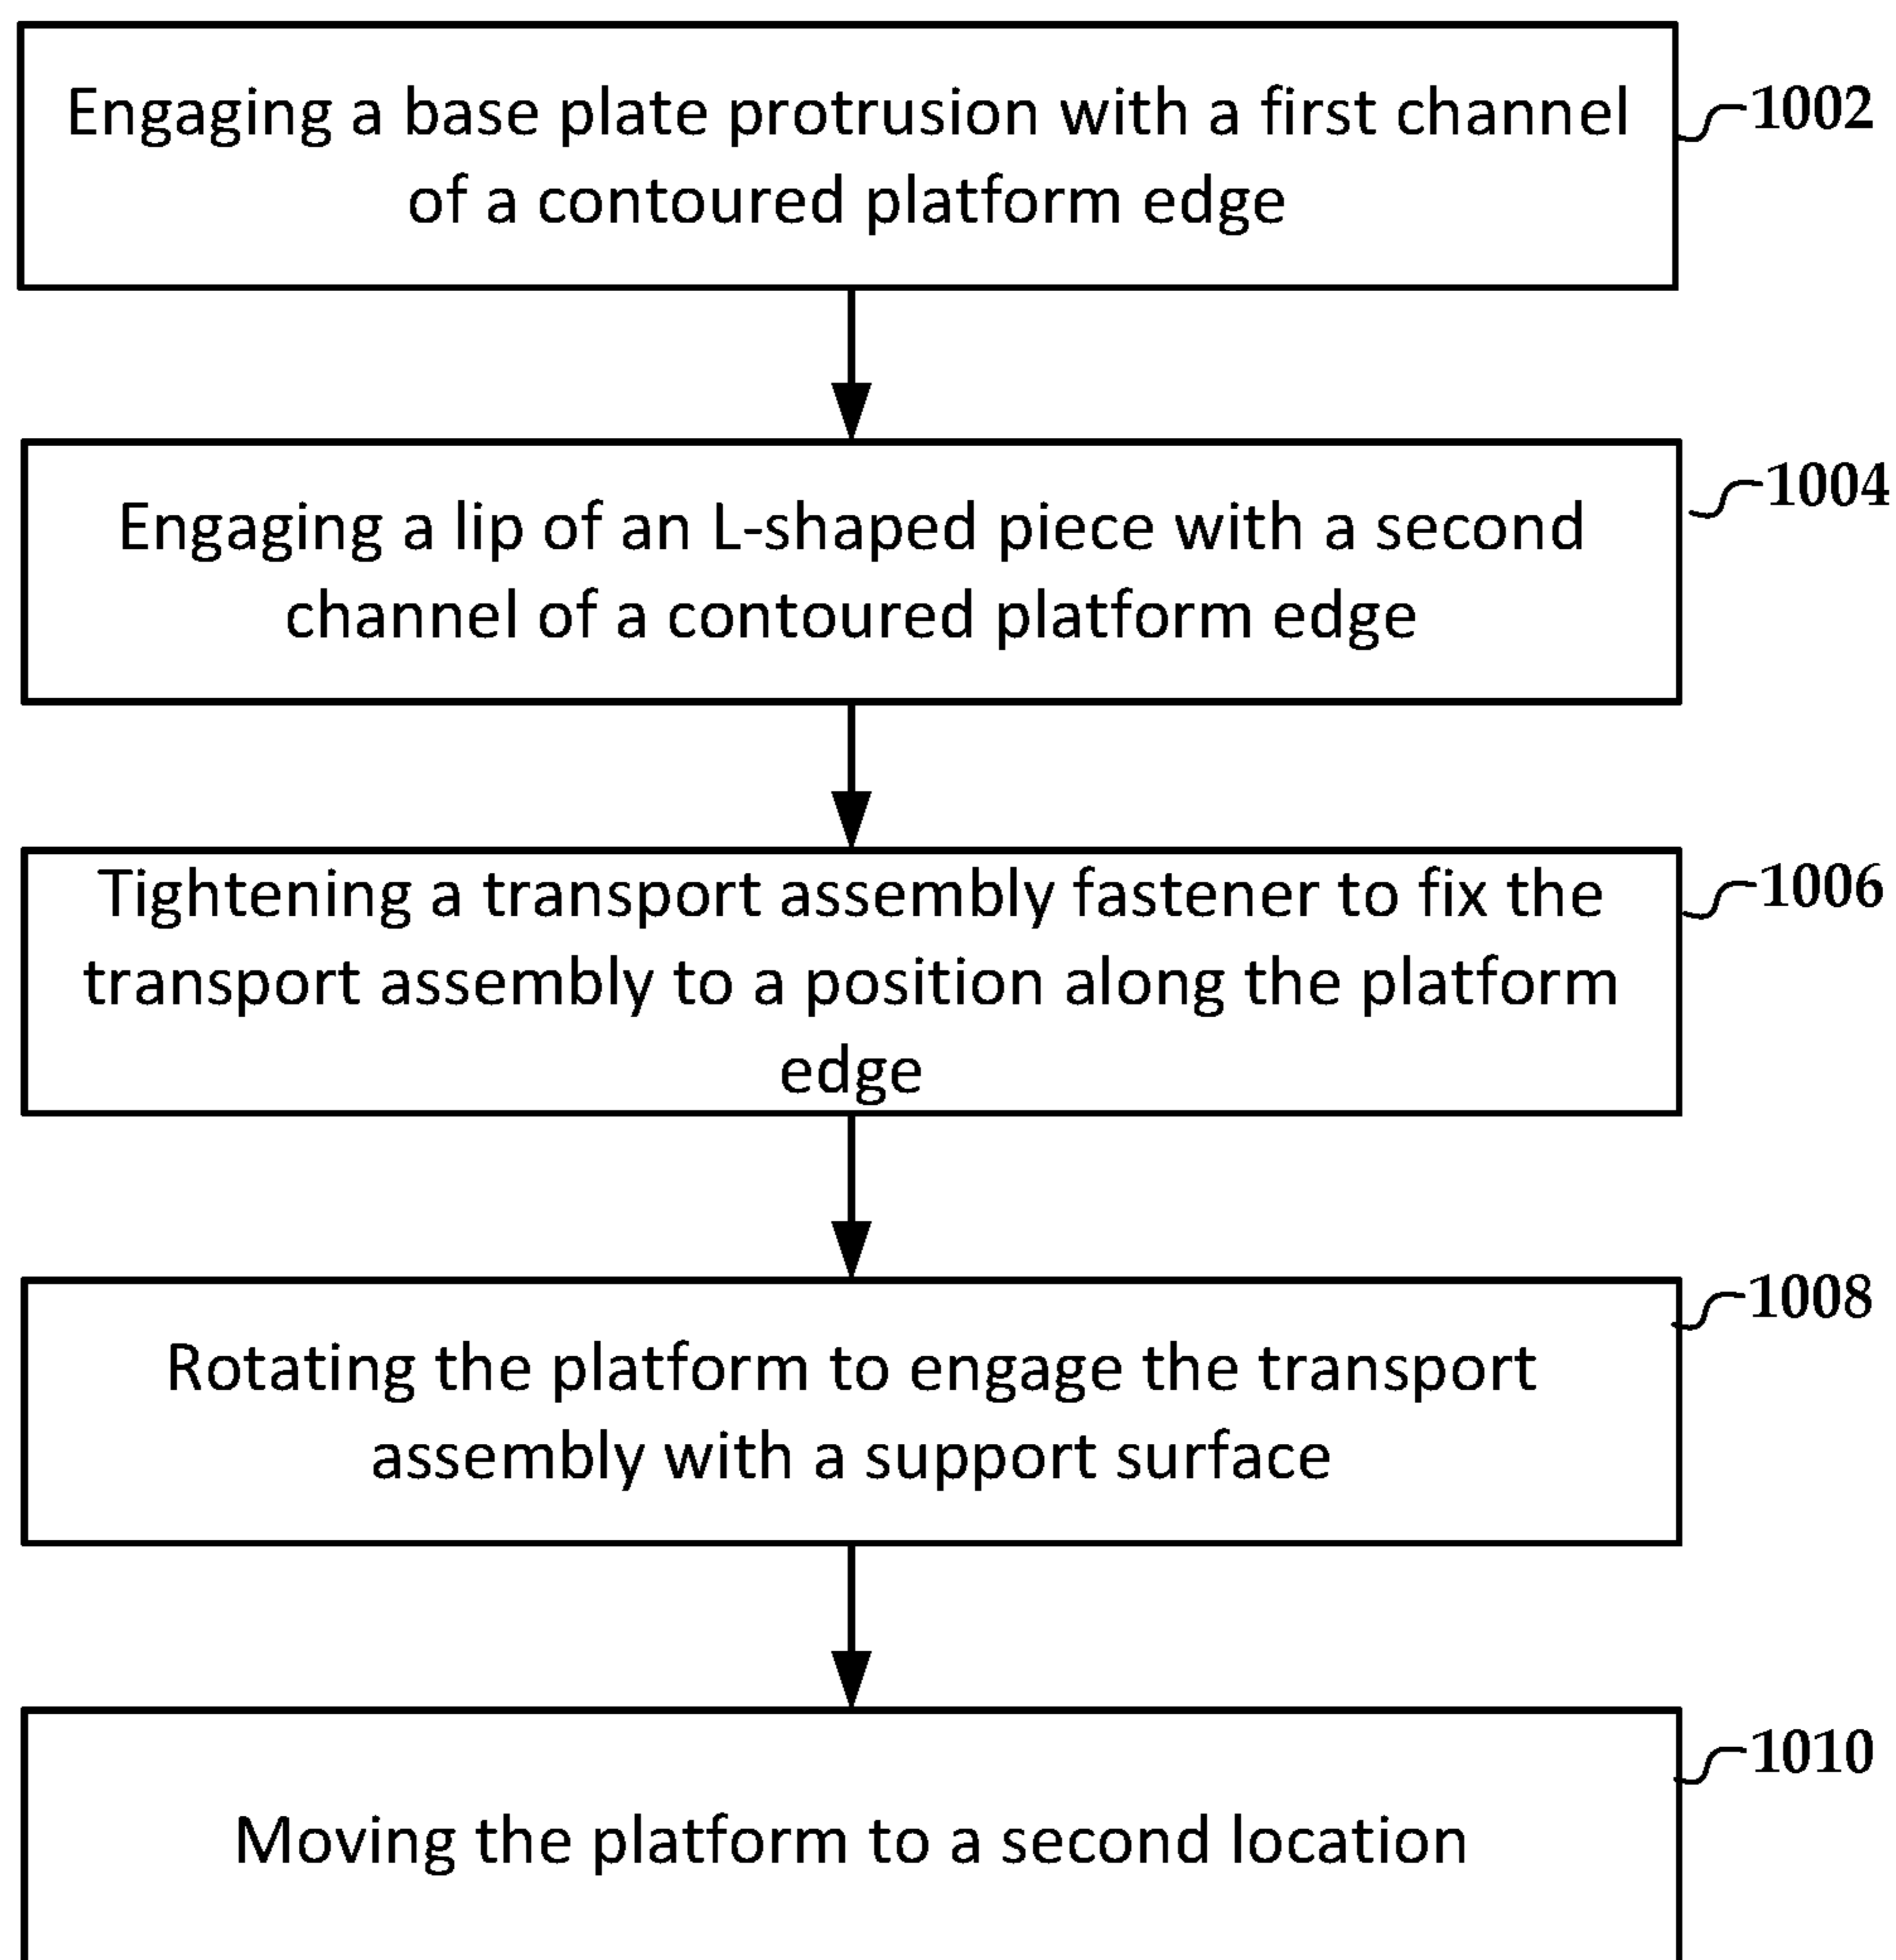 Engaging a base plate protrusion with a first channel
of a contoured platform edge
1002
Engaging a lip of an L-shaped piece with a second
channel of a contoured platform edge
1004
Tightening a transport assembly fastener to fix the
transport assembly to a position along the platform
edge
1006
Rotating the platform to engage the transport
assembly with a support surface
1008
Moving the platform to a second location
1010